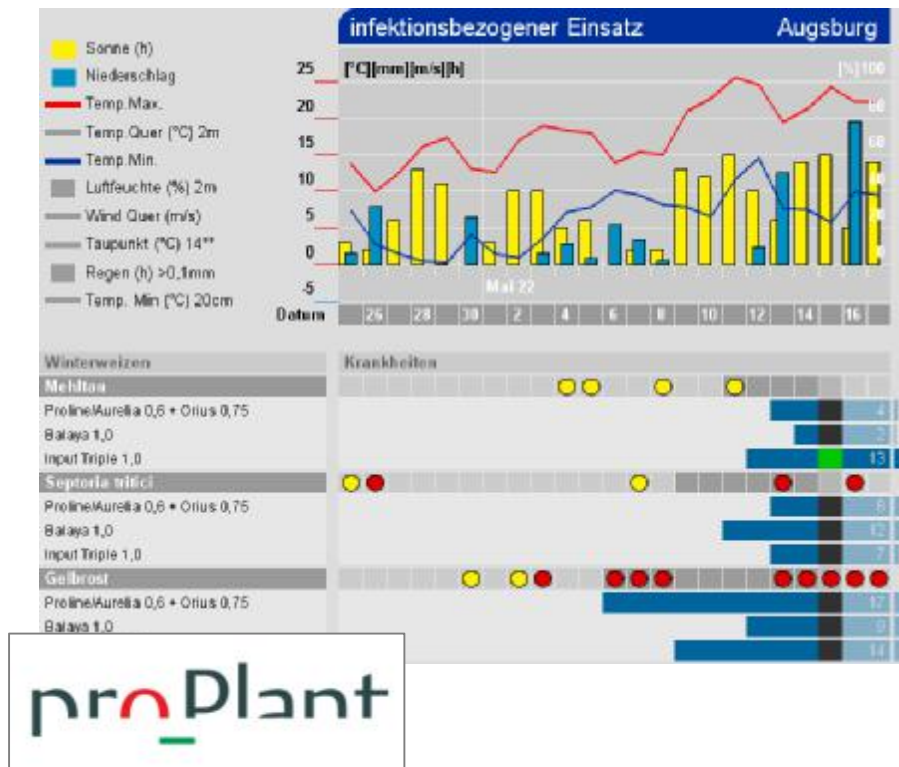 infektionsbezogener Einsatz Augsburg
Sonne (h)
Niederschlag
Temp.Max.
Temp.Quer (°C) 2m
Temp.Min.
Luftfeuchte (%) 2m
Wind Quer (m/s)
Taupunkt (°C) 14**
Regen (h) >0,1mm
Temp. Min (°C) 20cm
[°C][mm][m/s][h] [%] 100
25
20
15
10
5
0
-5
80
60
40
20
0
Mai 22
Datum 26 28 30 2 4 6 8 10 12 14 16
Winterweizen Krankheiten
Mehltau
Proline/Aurelia 0,6 + Orius 0,75 4
Balaya 1,0 2
Input Triple 1,0 13
Septoria tritici
Proline/Aurelia 0,6 + Orius 0,75
Balaya 1,0 12
Input Triple 1,0 7
Gelbrost
Proline/Aurelia 0,6 + Orius 0,75
Balaya 1,0
14
proPlant